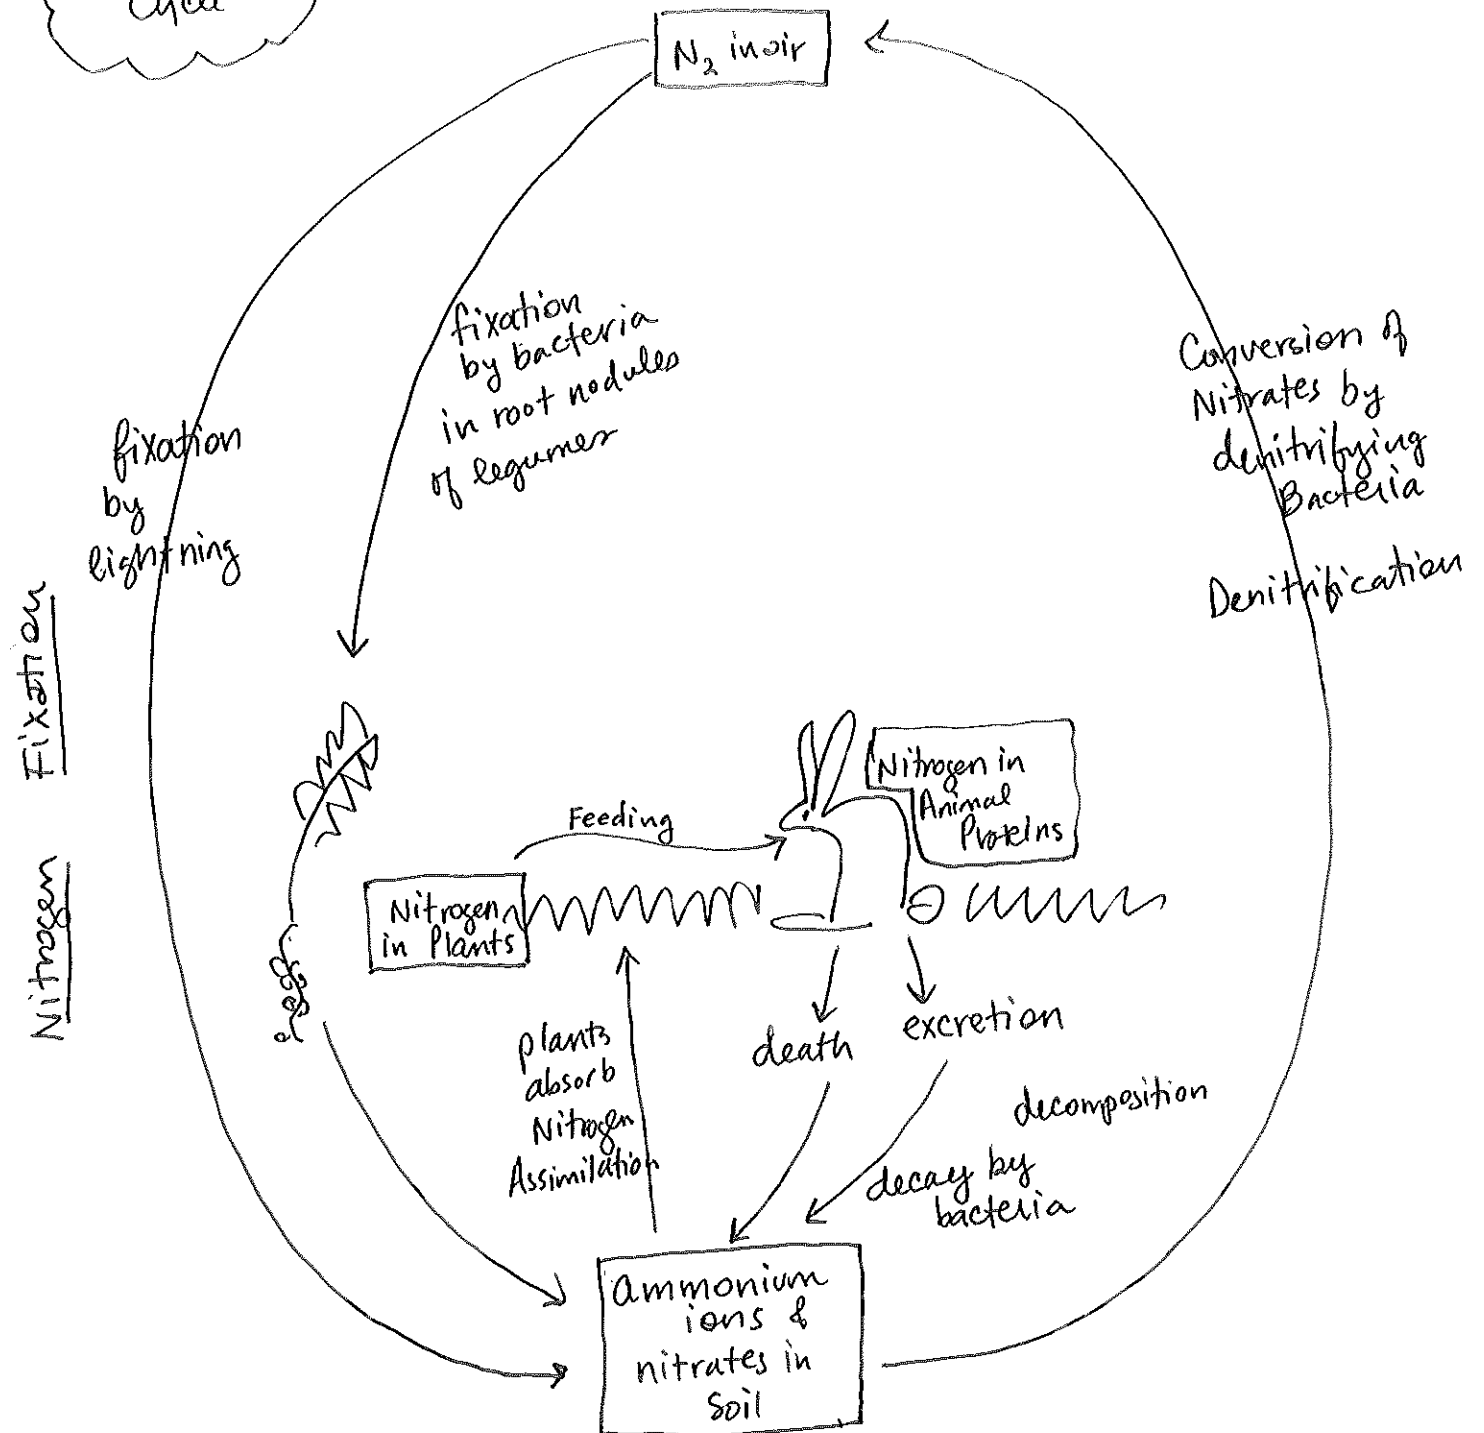 Cycle
N₂ in air
fixation
by bacteria
in root nodules
of legumes
fixation
by
lightning
Conversion of
Nitrates by
denitrifying
Bacteria
Denitrification
Nitrogen Fixation
Feeding
Nitrogen in
Animal
Proteins
Nitrogen
in Plants
plants
absorb
Nitrogen
Assimilation
death
excretion
decomposition
decay by
bacteria
ammonium
ions &
nitrates in
Soil